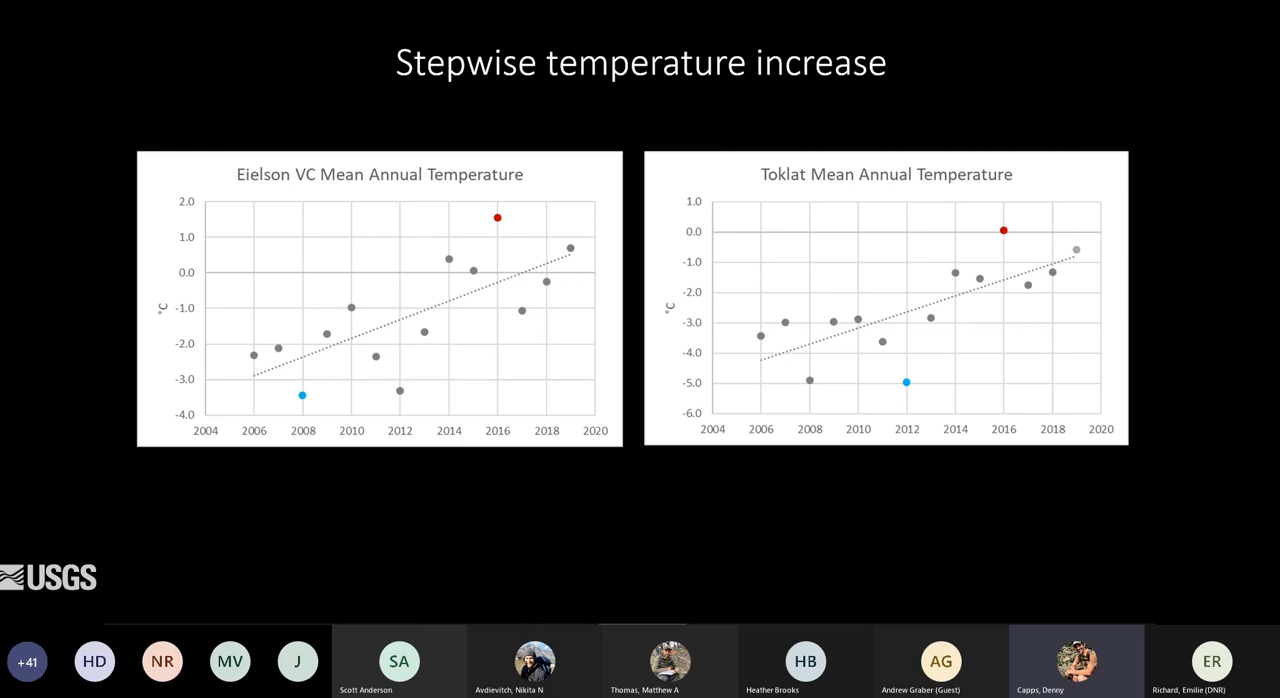 Stepwise temperature increase
Eielson VC Mean Annual Temperature
2.0
1.0
0.0
-1.0
-2.0
-3.0
-4.0
°C
2004 2006 2008 2010 2012 2014 2016 2018 2020
Toklat Mean Annual Temperature
1.0
0.0
-1.0
-2.0
-3.0
-4.0
-5.0
-6.0
°C
2004 2006 2008 2010 2012 2014 2016 2018 2020
USGS
+41 HD NR MV J SA HB AG ER
Scott Anderson Avdievitch, Nikita N Thomas, Matthew A Heather Brooks Andrew Graber (Guest) Capps, Denny Richard, Emilie (DNR)